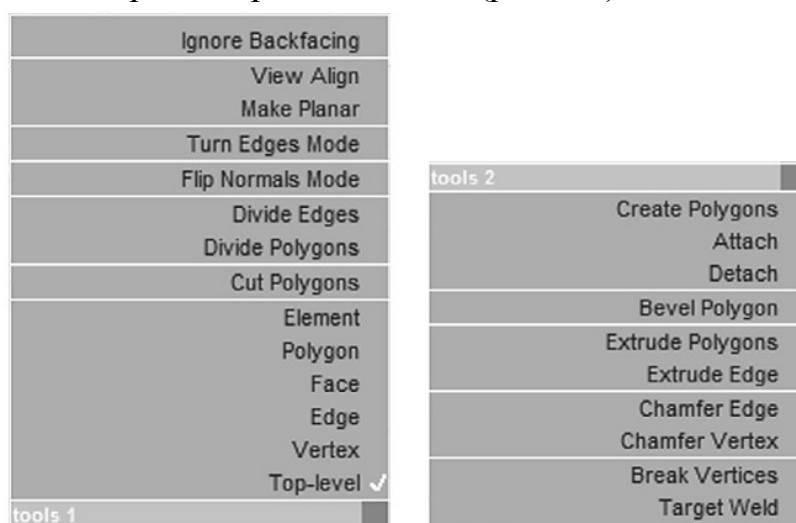 Ignore Backfacing
View Align
Make Planar
Turn Edges Mode
Flip Normals Mode
Divide Edges
Divide Polygons
Cut Polygons
Element
Polygon
Face
Edge
Vertex
Top-level
tools 1
tools 2
Create Polygons
Attach
Detach
Bevel Polygon
Extrude Polygons
Extrude Edge
Chamfer Edge
Chamfer Vertex
Break Vertices
Target Weld